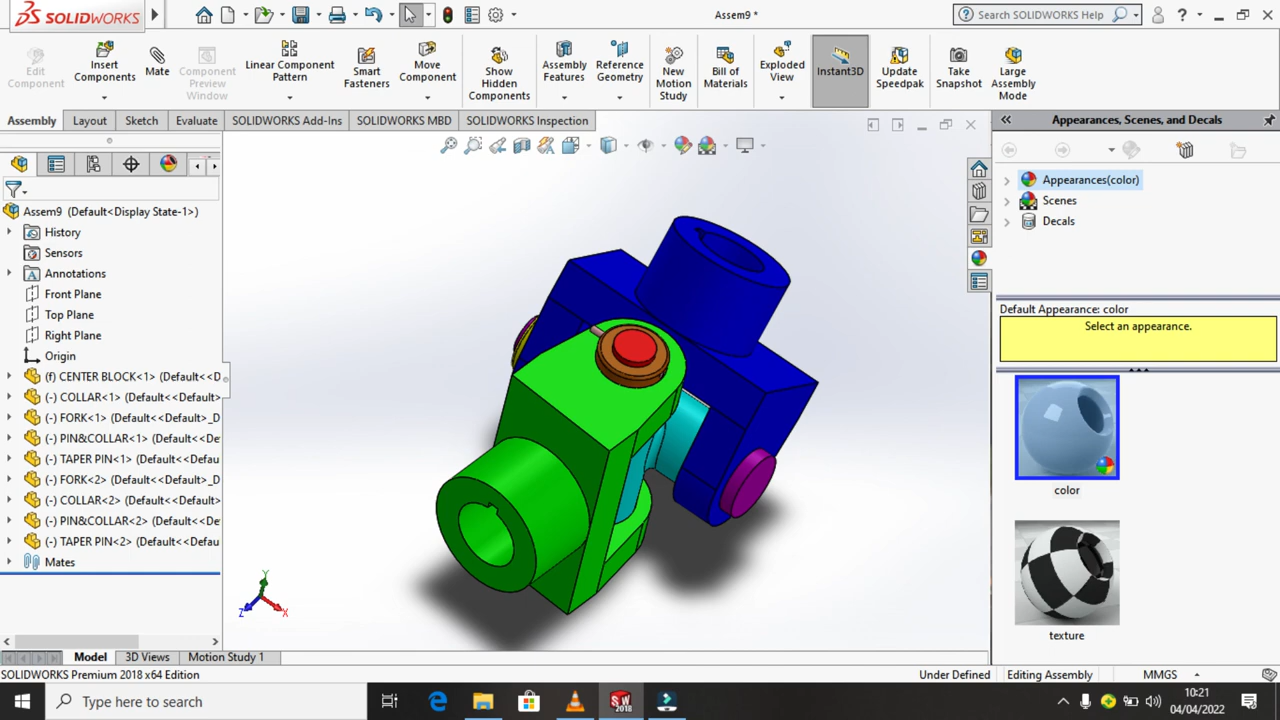 SOLIDWORKS
Assem9 *
Search SOLIDWORKS Help
Edit
Component
Insert
Components
Mate
Component
Preview
Window
Linear Component
Pattern
Smart
Fasteners
Move
Component
Show
Hidden
Components
Assembly
Features
Reference
Geometry
New
Motion
Study
Bill of
Materials
Exploded
View
Instant3D
Update
Speedpak
Take
Snapshot
Large
Assembly
Mode
Assembly
Layout
Sketch
Evaluate
SOLIDWORKS Add-Ins
SOLIDWORKS MBD
SOLIDWORKS Inspection
Appearances, Scenes, and Decals
Appearances(color)
Scenes
Decals
Assem9 (Default<Display State-1>)
History
Sensors
Annotations
Front Plane
Top Plane
Right Plane
Origin
(f) CENTER BLOCK<1> (Default<<D
(-) COLLAR<1> (Default<<Default>
(-) FORK<1> (Default<<Default>_D
(-) PIN&COLLAR<1> (Default<<De
(-) TAPER PIN<1> (Default<<Defau
(-) FORK<2> (Default<<Default>_D
(-) COLLAR<2> (Default<<Default>
(-) PIN&COLLAR<2> (Default<<De
(-) TAPER PIN<2> (Default<<Defau
Mates
Default Appearance: color
Select an appearance.
color
texture
Y
Z
X
Model
3D Views
Motion Study 1
SOLIDWORKS Premium 2018 x64 Edition
Under Defined
Editing Assembly
MMGS
Type here to search
SW
2018
10:21
04/04/2022